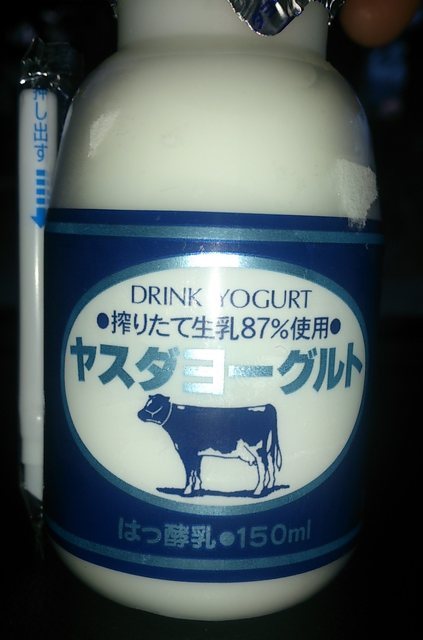 押し出す
DRINK YOGURT
●搾りたて生乳87%使用●
ヤスダヨーグルト
はっ酵乳●150ml